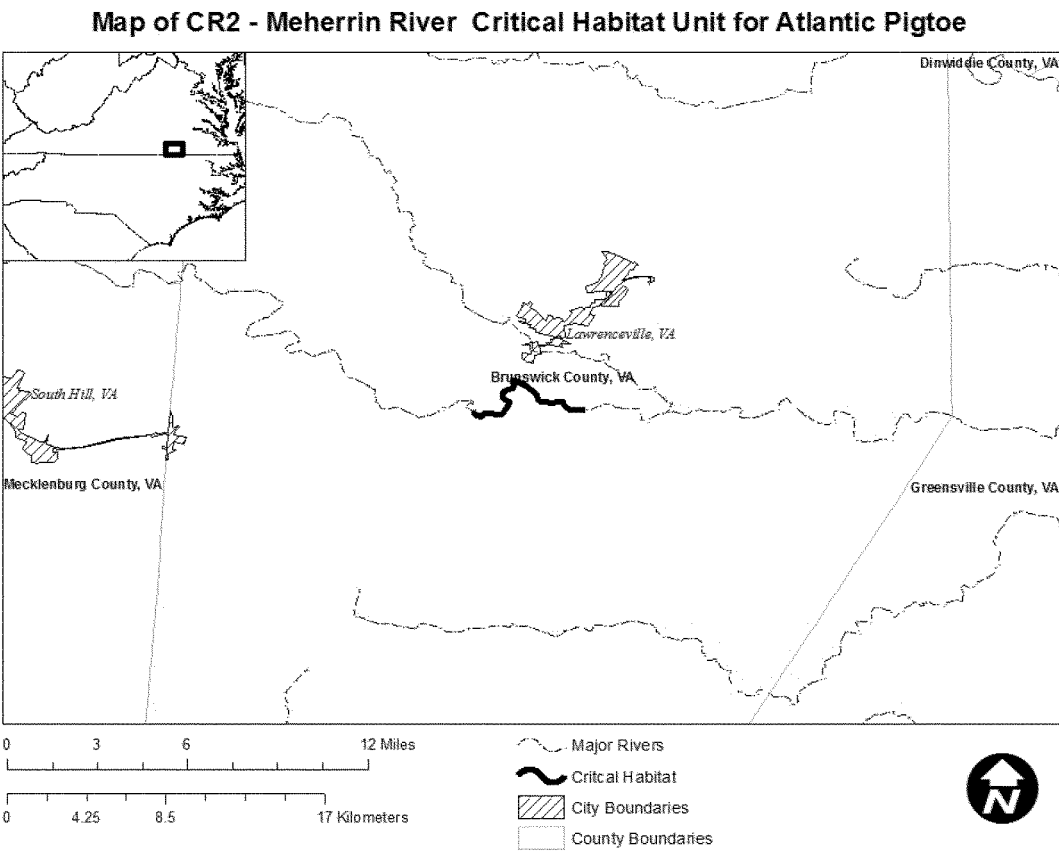 Map of CR2 - Meherrin River Critical Habitat Unit for Atlantic Pigtoe
Dinwiddie County, VA
Lawrenceville, VA
Brunswick County, VA
South Hill, VA
Mecklenburg County, VA
Greensville County, VA
0 3 6 12 Miles
0 4.25 8.5 17 Kilometers
Major Rivers
Critcal Habitat
City Boundaries
County Boundaries
N